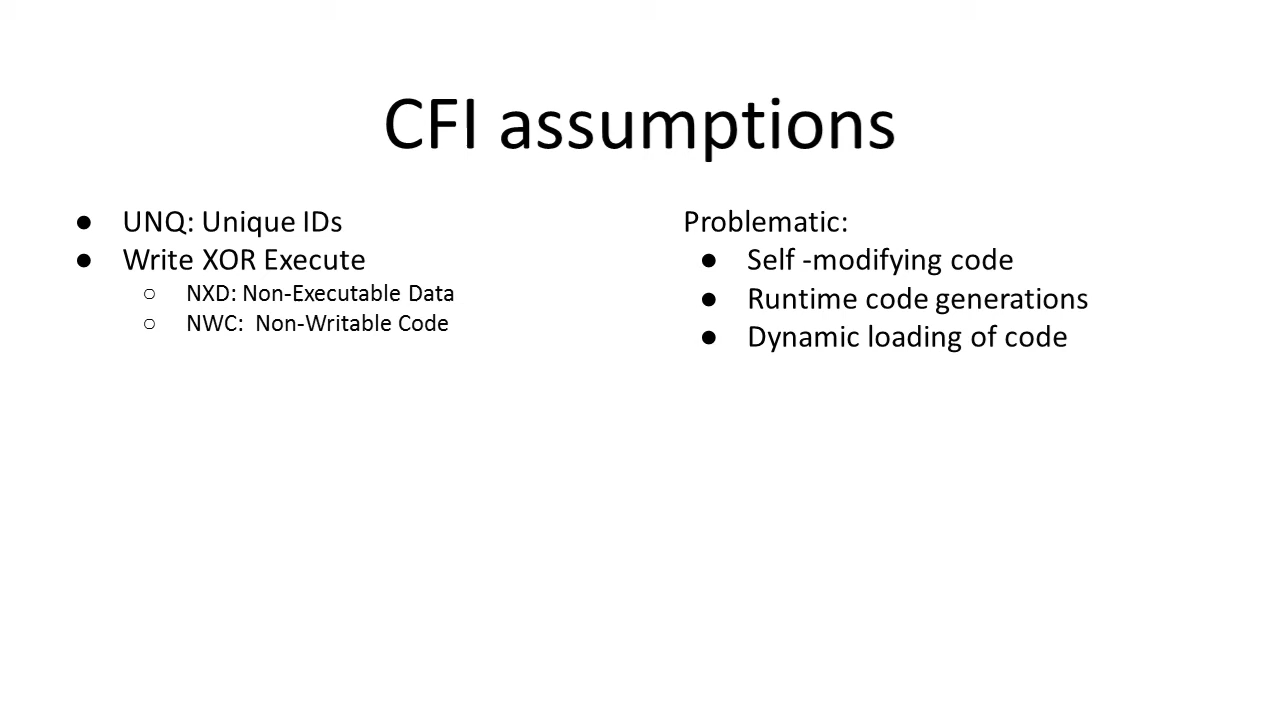 CFI assumptions
● UNQ: Unique IDs
● Write XOR Execute
○ NXD: Non-Executable Data
○ NWC: Non-Writable Code
Problematic:
● Self -modifying code
● Runtime code generations
● Dynamic loading of code